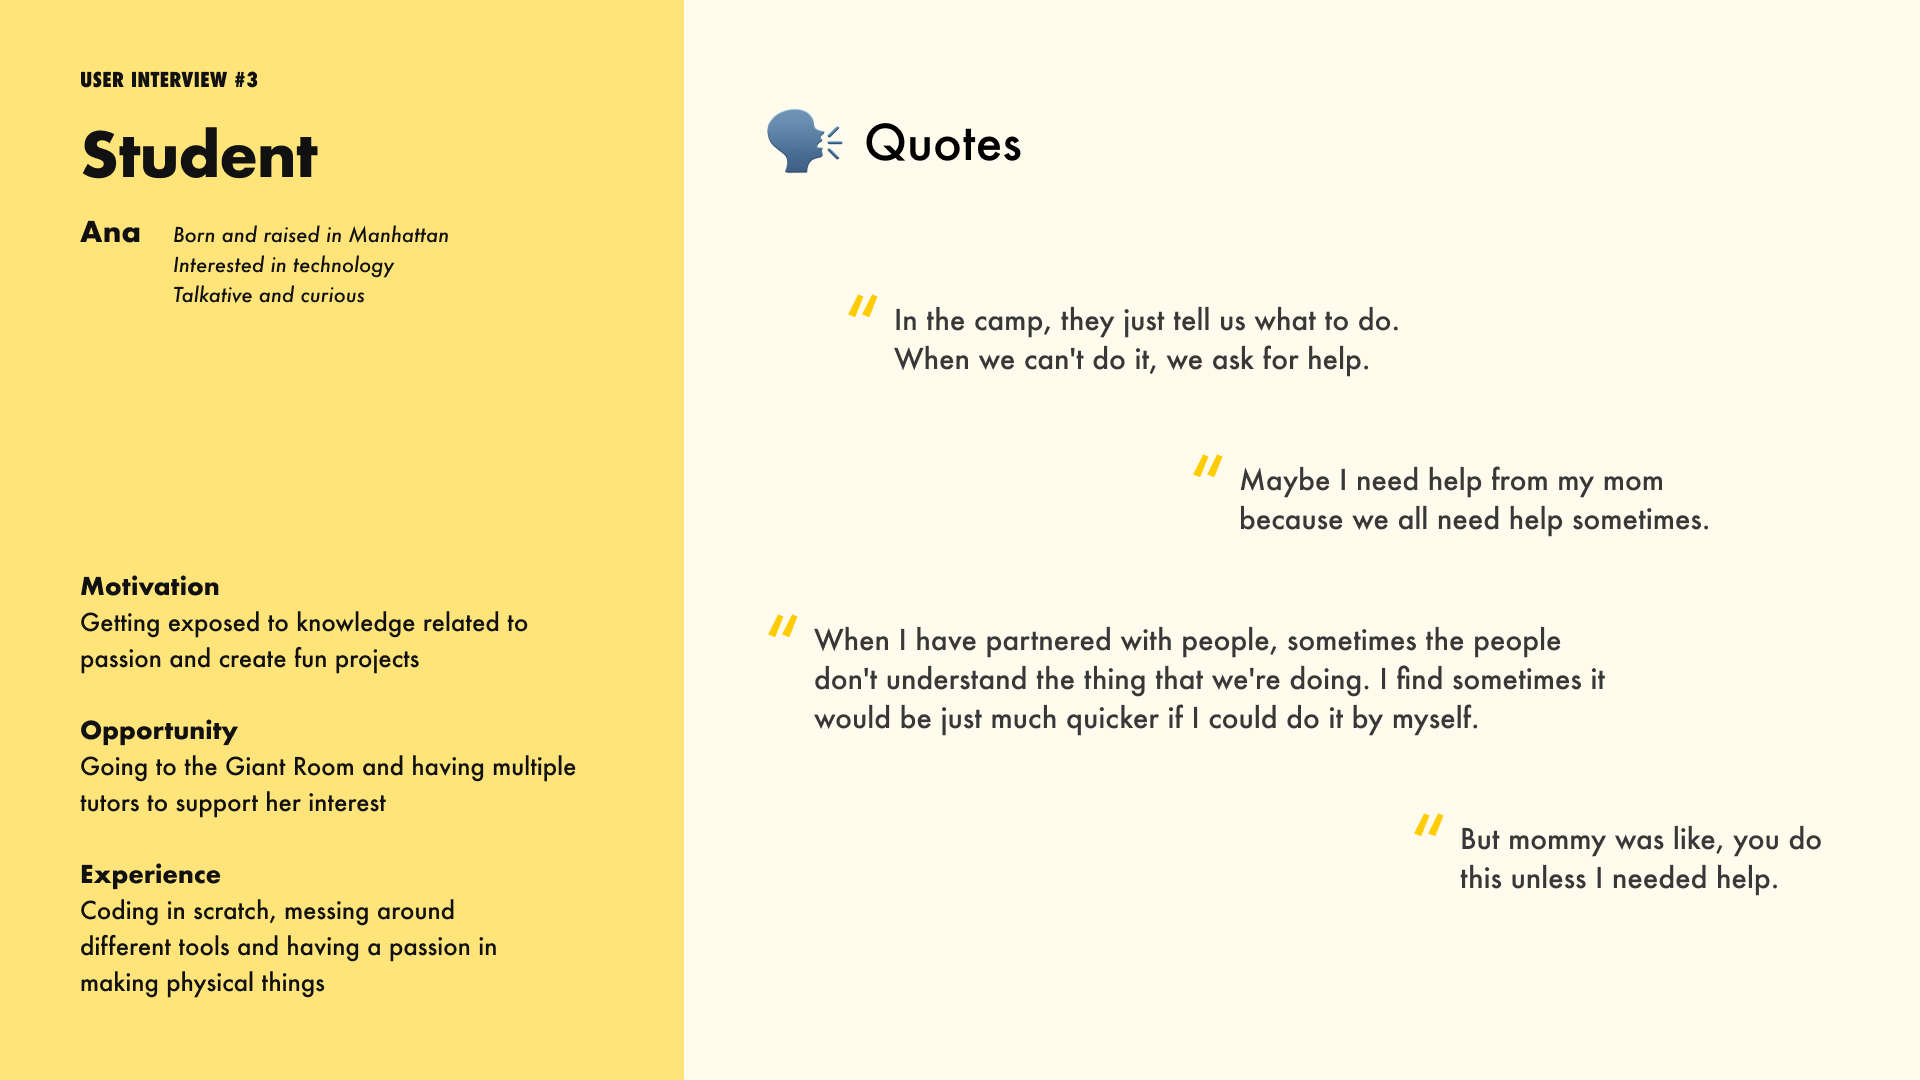 USER INTERVIEW #3
Student
Ana
Born and raised in Manhattan
Interested in technology
Talkative and curious
Motivation
Getting exposed to knowledge related to
passion and create fun projects
Opportunity
Going to the Giant Room and having multiple
tutors to support her interest
Experience
Coding in scratch, messing around
different tools and having a passion in
making physical things
Quotes
“ In the camp, they just tell us what to do.
When we can't do it, we ask for help.
“ Maybe I need help from my mom
because we all need help sometimes.
“ When I have partnered with people, sometimes the people
don't understand the thing that we're doing. I find sometimes it
would be just much quicker if I could do it by myself.
“ But mommy was like, you do
this unless I needed help.